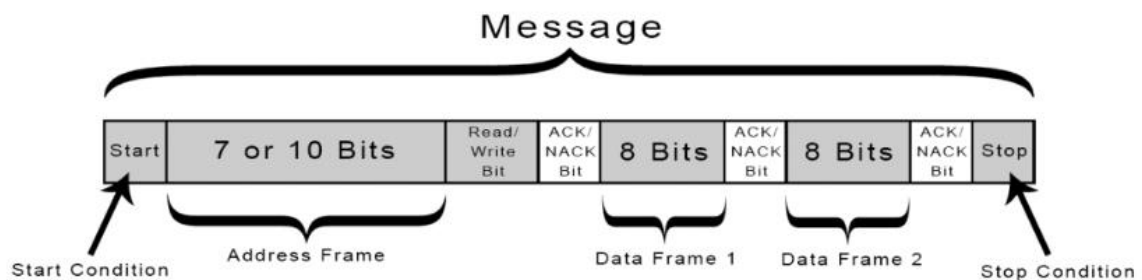 Message
Start
7 or 10 Bits
Read/
Write
Bit
ACK/
NACK
Bit
8 Bits
ACK/
NACK
Bit
8 Bits
ACK/
NACK
Bit
Stop
Start Condition
Address Frame
Data Frame 1
Data Frame 2
Stop Condition